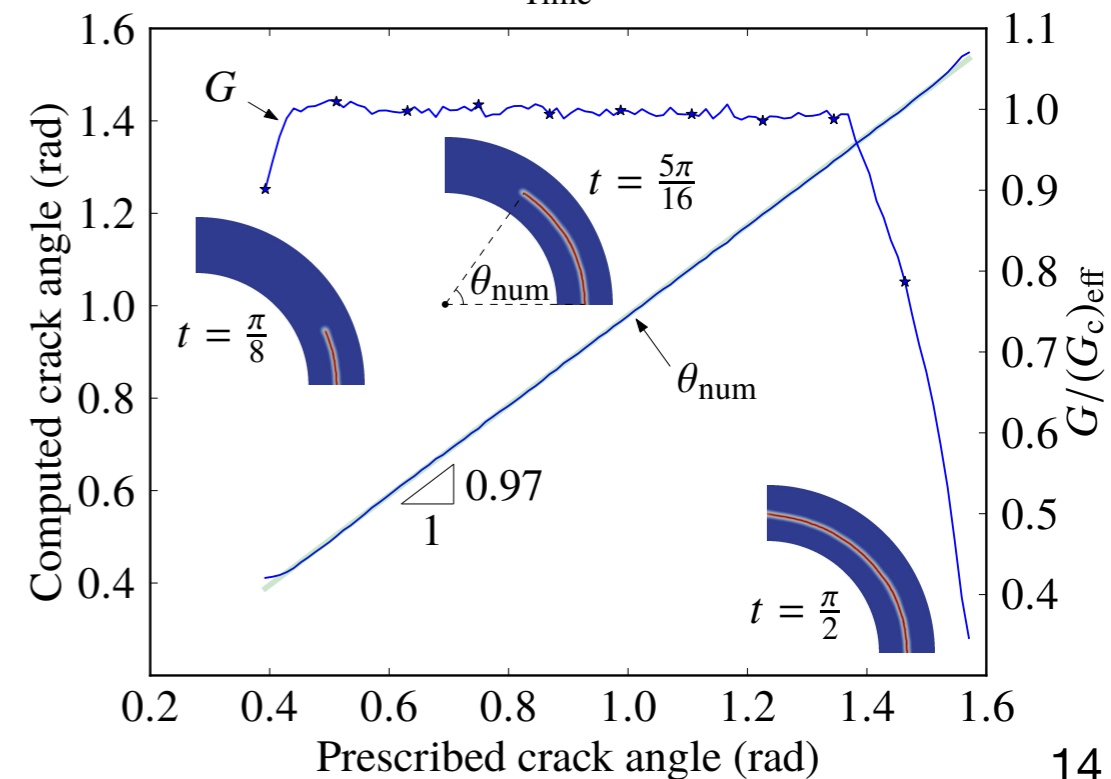 Time
1.6
1.4
1.2
1.0
0.8
0.6
0.4
Computed crack angle (rad)
G
t = π/8
t = 5π/16
θnum
θnum
0.97
1
t = π/2
1.1
1.0
0.9
0.8
0.7
0.6
0.5
0.4
G/(Gc)eff
0.2 0.4 0.6 0.8 1.0 1.2 1.4 1.6
Prescribed crack angle (rad)
14